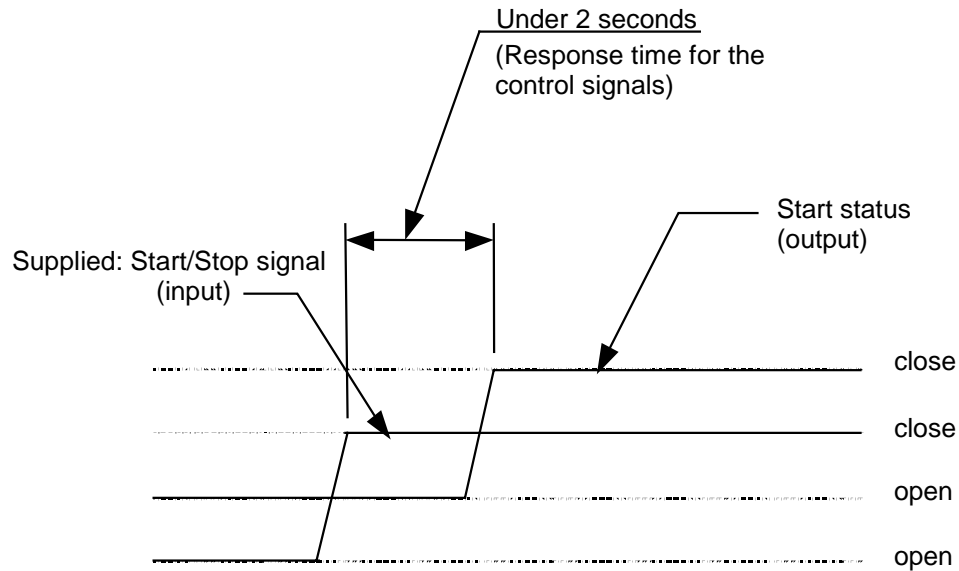 Under 2 seconds
(Response time for the
control signals)
Start status
(output)
Supplied: Start/Stop signal
(input)
close
close
open
open